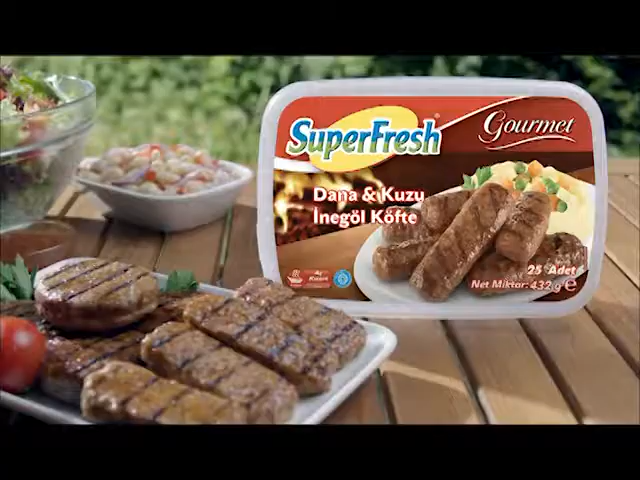 SuperFresh®
Gourmet
Dana & Kuzu
İnegöl Köfte
25 Adet
Net Miktar: 432 g e